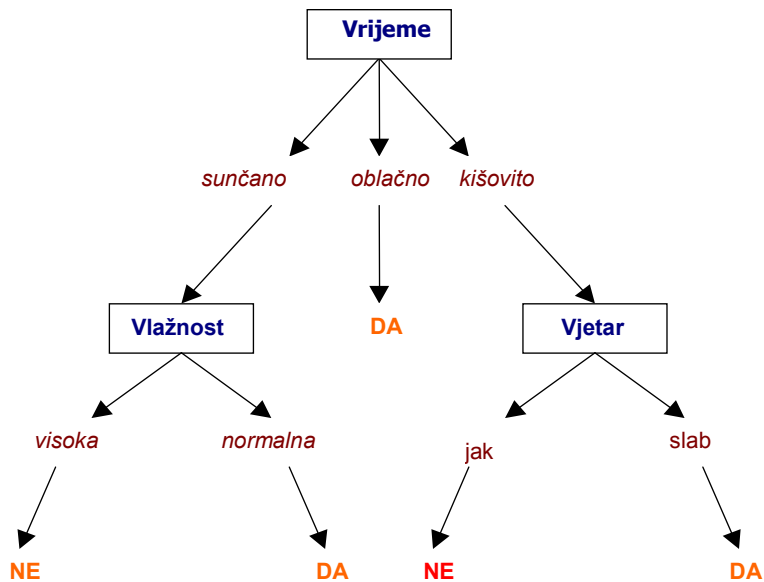 Vrijeme
sunčano oblačno kišovito
Vlažnost DA Vjetar
visoka normalna jak slab
NE DA NE DA